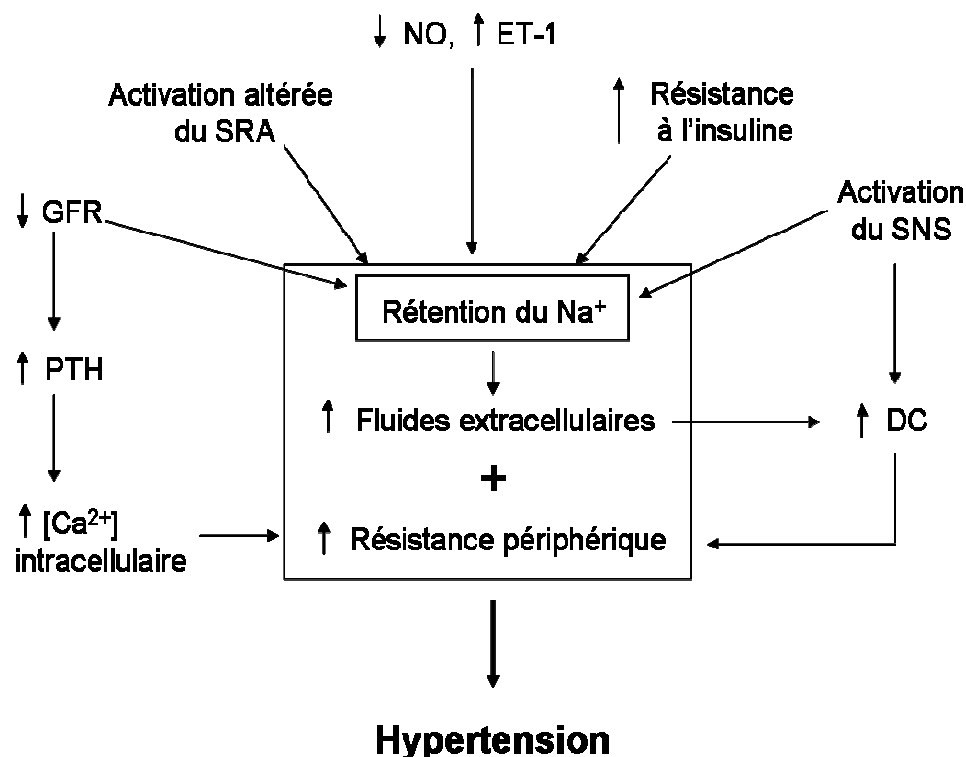 ↓ NO, ↑ ET-1
Activation altérée
du SRA
↑ Résistance
à l'insuline
↓ GFR
Activation
du SNS
Rétention du Na⁺
↑ PTH
↑ Fluides extracellulaires
↑ DC
+
↑ [Ca²⁺]
intracellulaire
↑ Résistance périphérique
Hypertension